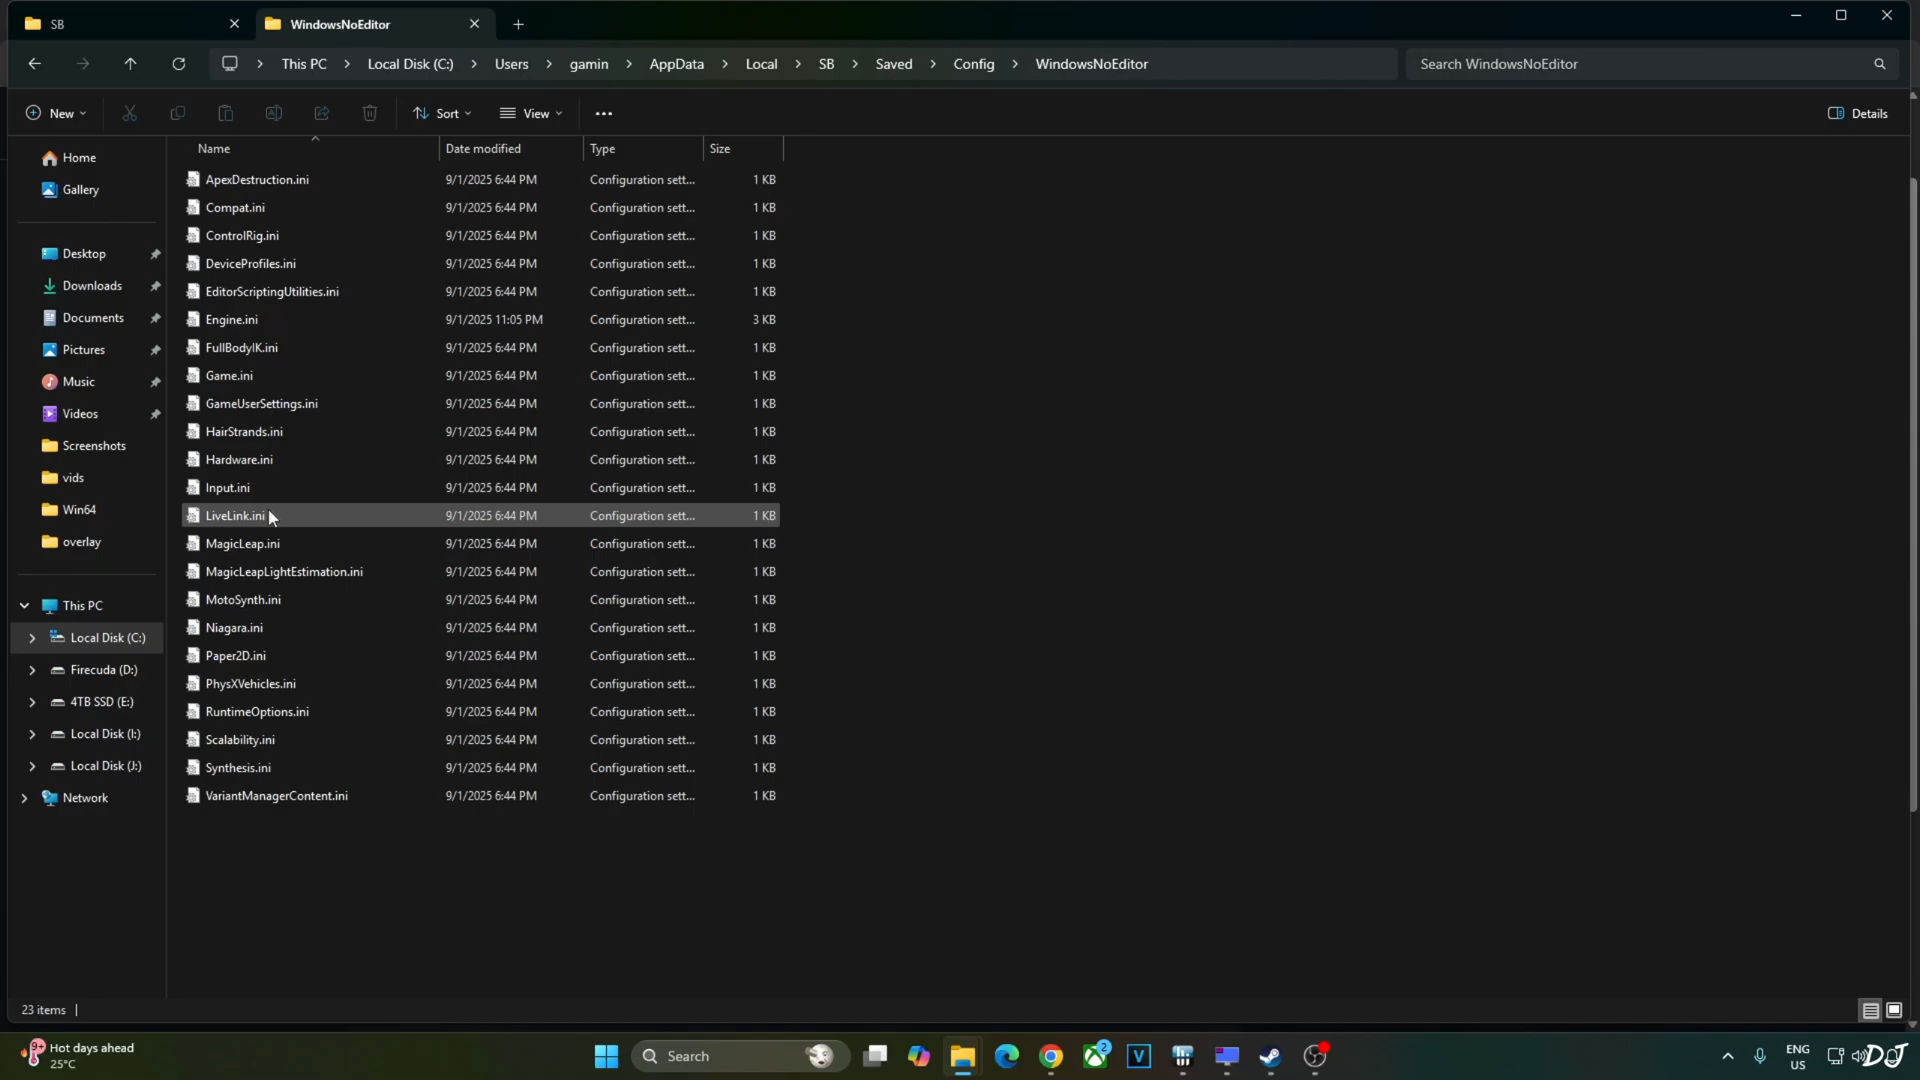 SB
WindowsNoEditor
This PC > Local Disk (C:) > Users > gamin > AppData > Local > SB > Saved > Config > WindowsNoEditor
Search WindowsNoEditor
New
Sort
View
Details
Name Date modified Type Size
ApexDestruction.ini 9/1/2025 6:44 PM Configuration sett... 1 KB
Compat.ini 9/1/2025 6:44 PM Configuration sett... 1 KB
ControlRig.ini 9/1/2025 6:44 PM Configuration sett... 1 KB
DeviceProfiles.ini 9/1/2025 6:44 PM Configuration sett... 1 KB
EditorScriptingUtilities.ini 9/1/2025 6:44 PM Configuration sett... 1 KB
Engine.ini 9/1/2025 11:05 PM Configuration sett... 3 KB
FullBodyIK.ini 9/1/2025 6:44 PM Configuration sett... 1 KB
Game.ini 9/1/2025 6:44 PM Configuration sett... 1 KB
GameUserSettings.ini 9/1/2025 6:44 PM Configuration sett... 1 KB
HairStrands.ini 9/1/2025 6:44 PM Configuration sett... 1 KB
Hardware.ini 9/1/2025 6:44 PM Configuration sett... 1 KB
Input.ini 9/1/2025 6:44 PM Configuration sett... 1 KB
LiveLink.ini 9/1/2025 6:44 PM Configuration sett... 1 KB
MagicLeap.ini 9/1/2025 6:44 PM Configuration sett... 1 KB
MagicLeapLightEstimation.ini 9/1/2025 6:44 PM Configuration sett... 1 KB
MotoSynth.ini 9/1/2025 6:44 PM Configuration sett... 1 KB
Niagara.ini 9/1/2025 6:44 PM Configuration sett... 1 KB
Paper2D.ini 9/1/2025 6:44 PM Configuration sett... 1 KB
PhysXVehicles.ini 9/1/2025 6:44 PM Configuration sett... 1 KB
RuntimeOptions.ini 9/1/2025 6:44 PM Configuration sett... 1 KB
Scalability.ini 9/1/2025 6:44 PM Configuration sett... 1 KB
Synthesis.ini 9/1/2025 6:44 PM Configuration sett... 1 KB
VariantManagerContent.ini 9/1/2025 6:44 PM Configuration sett... 1 KB
Home
Gallery
Desktop
Downloads
Documents
Pictures
Music
Videos
Screenshots
vids
Win64
overlay
This PC
Local Disk (C:)
Firecuda (D:)
4TB SSD (E:)
Local Disk (I:)
Local Disk (J:)
Network
23 items
9+
Hot days ahead
25°C
Search
2
V
ENG
US
DJ